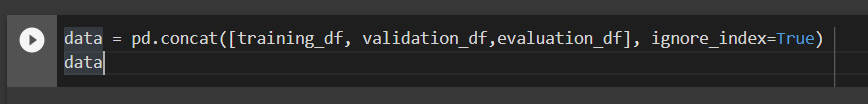 data = pd.concat([training_df, validation_df,evaluation_df], ignore_index=True)
data